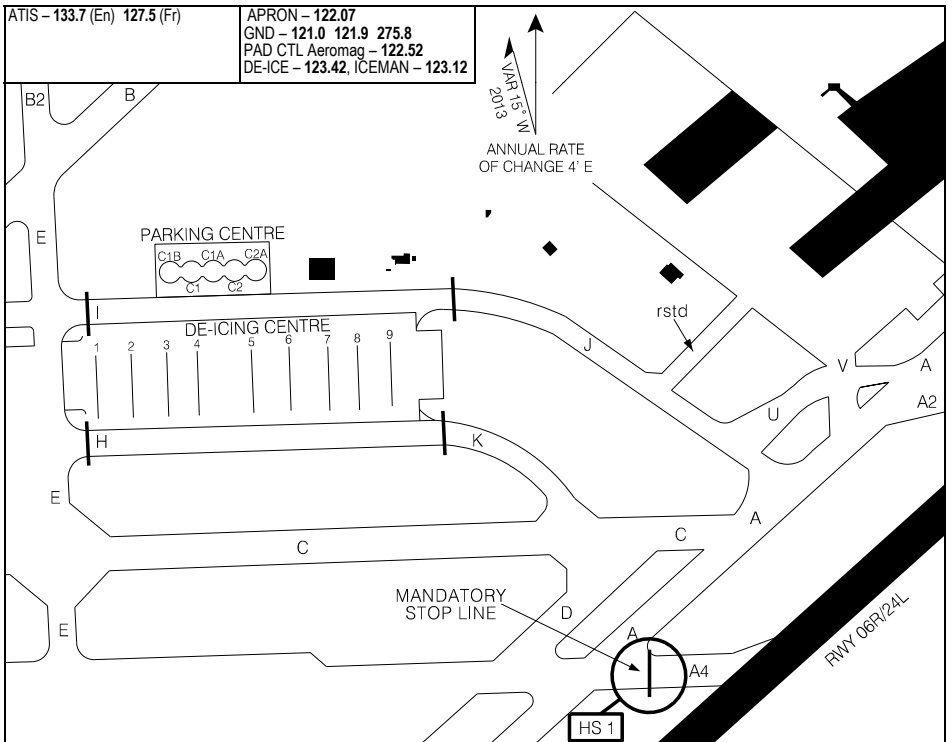 ATIS – 133.7 (En) 127.5 (Fr)
APRON – 122.07
GND – 121.0 121.9 275.8
PAD CTL Aeromag – 122.52
DE-ICE – 123.42, ICEMAN – 123.12
B2
B
VAR 15° W
2013
ANNUAL RATE
OF CHANGE 4' E
E
PARKING CENTRE
C1B C1A C2A
C1 C2
I
DE-ICING CENTRE
1 2 3 4 5 6 7 8 9
rstd
J
V
A
A2
U
H
K
E
C
C
A
MANDATORY
STOP LINE
D
E
A
A4
RWY 06R/24L
HS 1